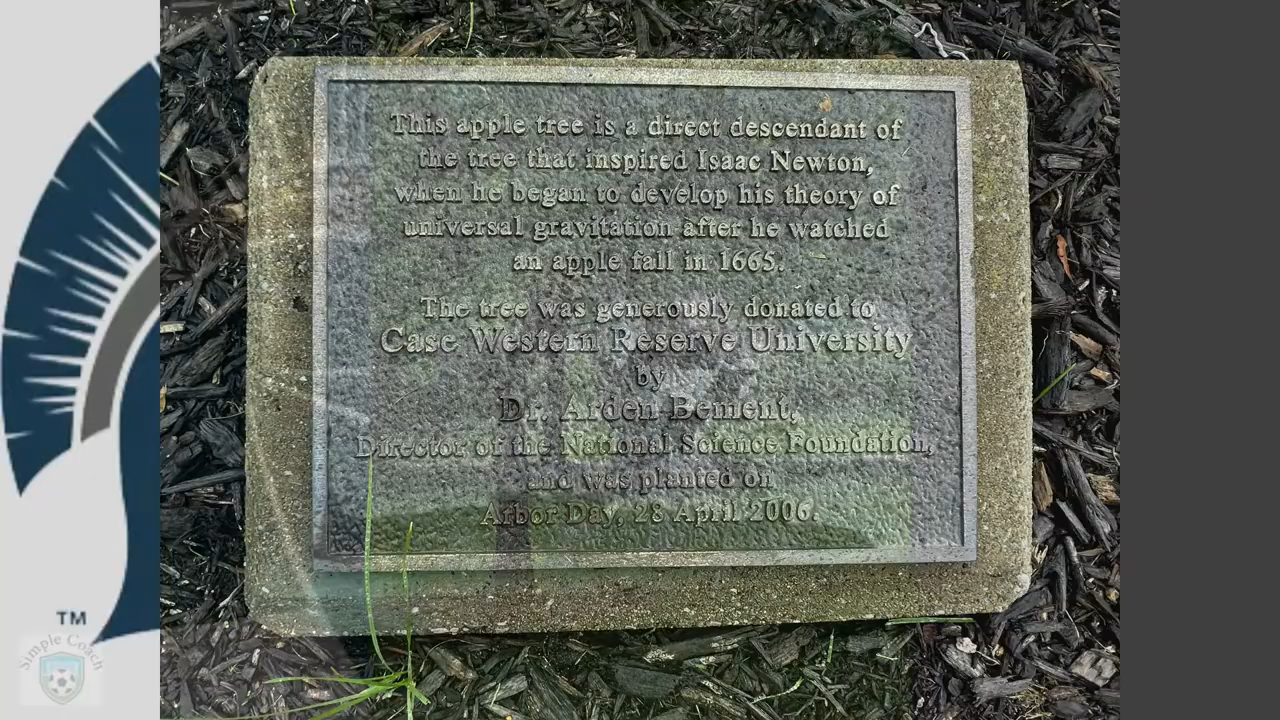 This apple tree is a direct descendant of
the tree that inspired Isaac Newton,
when he began to develop his theory of
universal gravitation after he watched
an apple fall in 1665.
The tree was generously donated to
Case Western Reserve University
by
Dr. Arden Bement,
Director of the National Science Foundation,
and was planted on
Arbor Day, 28 April 2006.
TM
Simple Coach